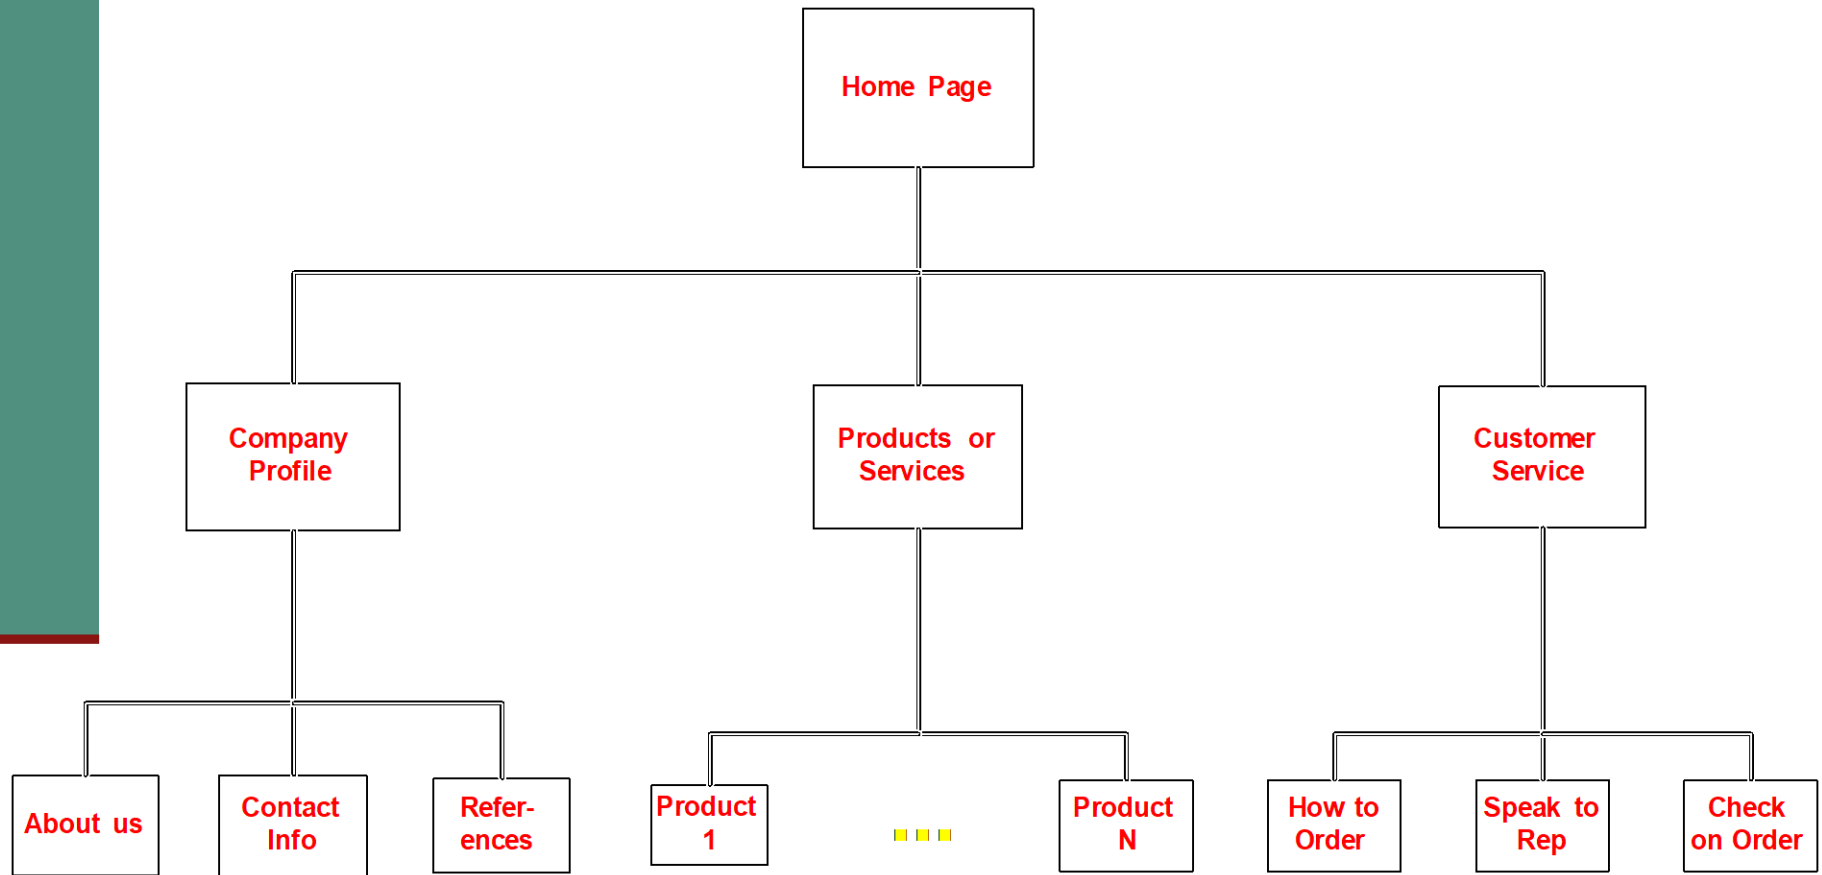 Home Page
Company
Profile
Products or
Services
Customer
Service
About us
Contact
Info
Refer-
ences
Product
1
Product
N
How to
Order
Speak to
Rep
Check
on Order